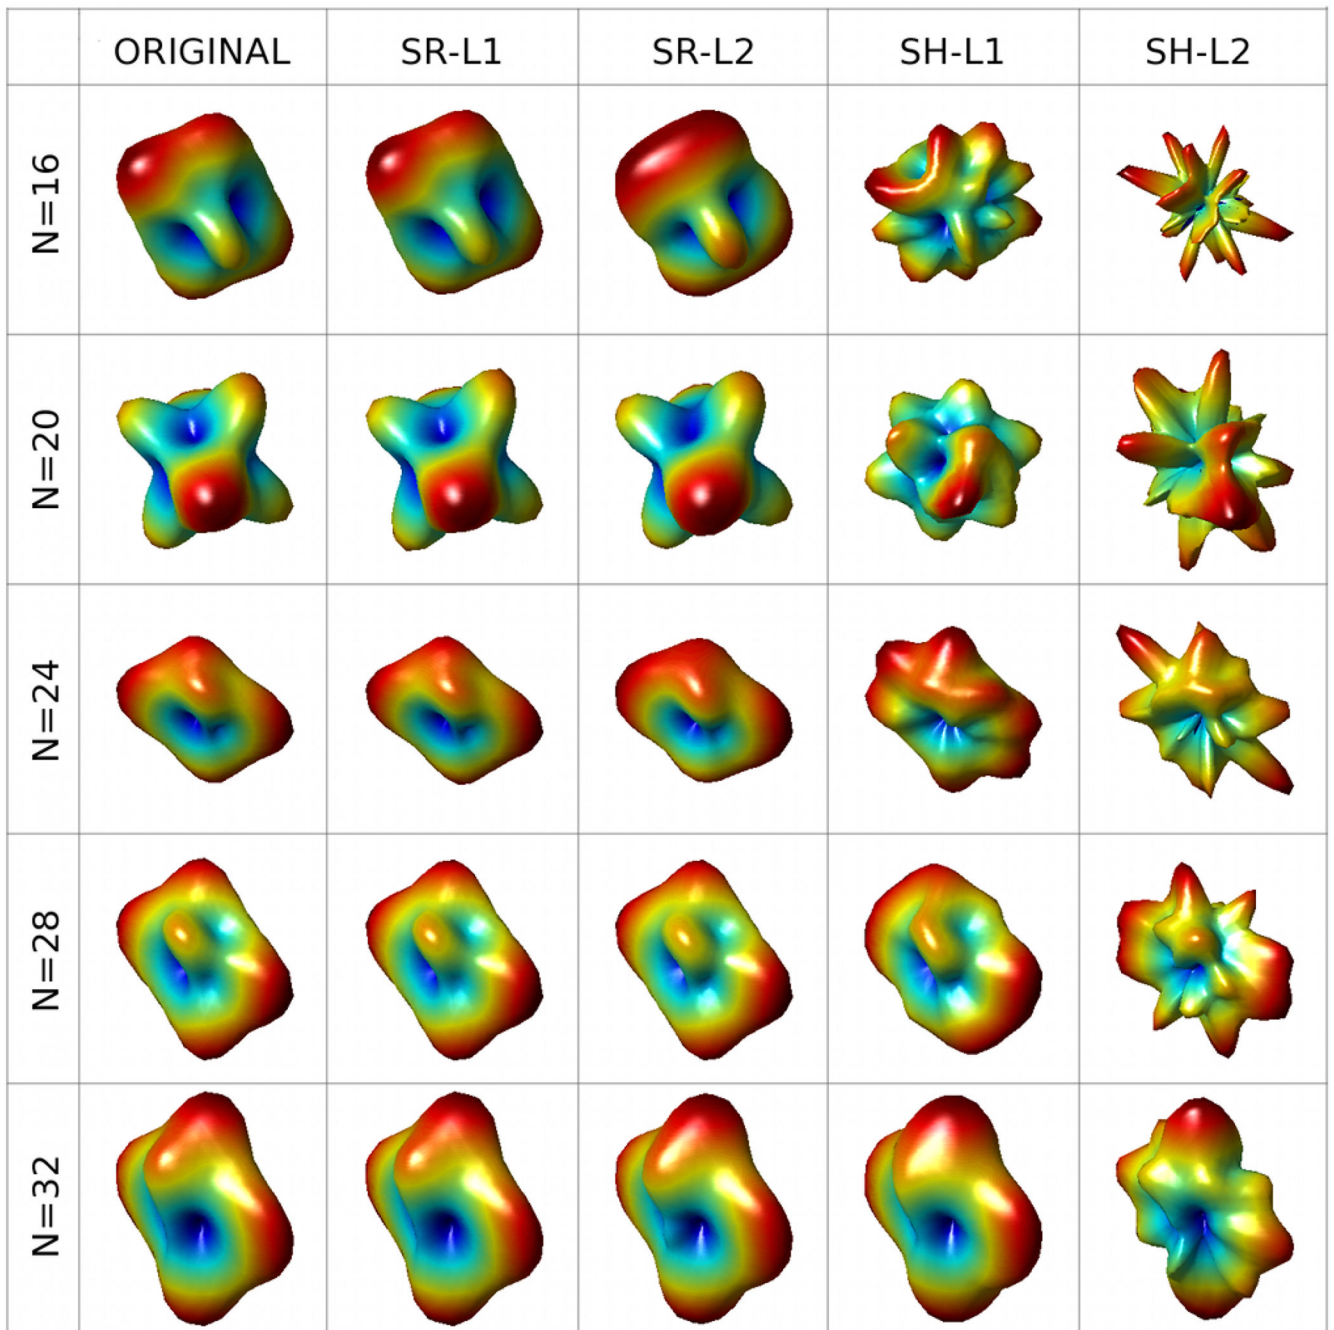 ORIGINAL SR-L1 SR-L2 SH-L1 SH-L2
N=16
N=20
N=24
N=28
N=32